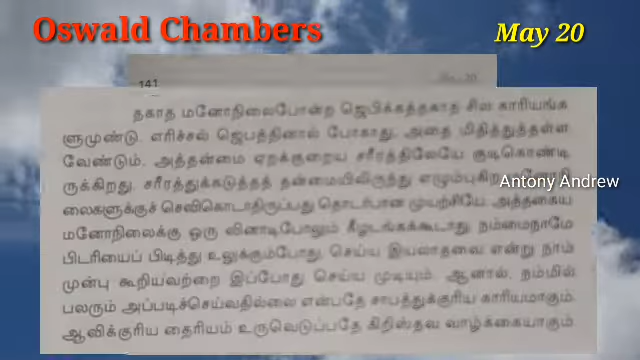 Oswald Chambers
May 20
141
தகாத மனோநிலைபோன்ற ஜெபிக்கத்தகாத சில காரியங்க
ளுமுண்டு. எரிச்சல் ஜெபத்தினால் போகாது. அதை மிதித்துத்தள்ள
வேண்டும். அத்தன்மை ஏறக்குறைய சரீரத்திலேயே குடிகொண்டி
ருக்கிறது. சரீரத்துக்கடுத்தத் தன்மையிலிருந்து
Antony Andrew
லைகளுக்குச் செவிகொடாதிருப்பது தொடர்பான முயற்சியே. அத்தகைய
மனோநிலைக்கு ஒரு வினாடிபோலும் கீழடங்கக்கூடாது. நம்மைநாமே
பிடரியைப் பிடித்து உலுக்கும்போது, செய்ய இயலாதவை என்று நாம்
முன்பு கூறியவற்றை இப்போது செய்ய முடியும். ஆனால், நம்மில்
பலரும் அப்படிச்செய்வதில்லை என்பதே சாபத்துக்குரிய காரியமாகும்.
ஆவிக்குரிய தைரியம் உருவெடுப்பதே கிறிஸ்தவ வாழ்க்கையாகும்